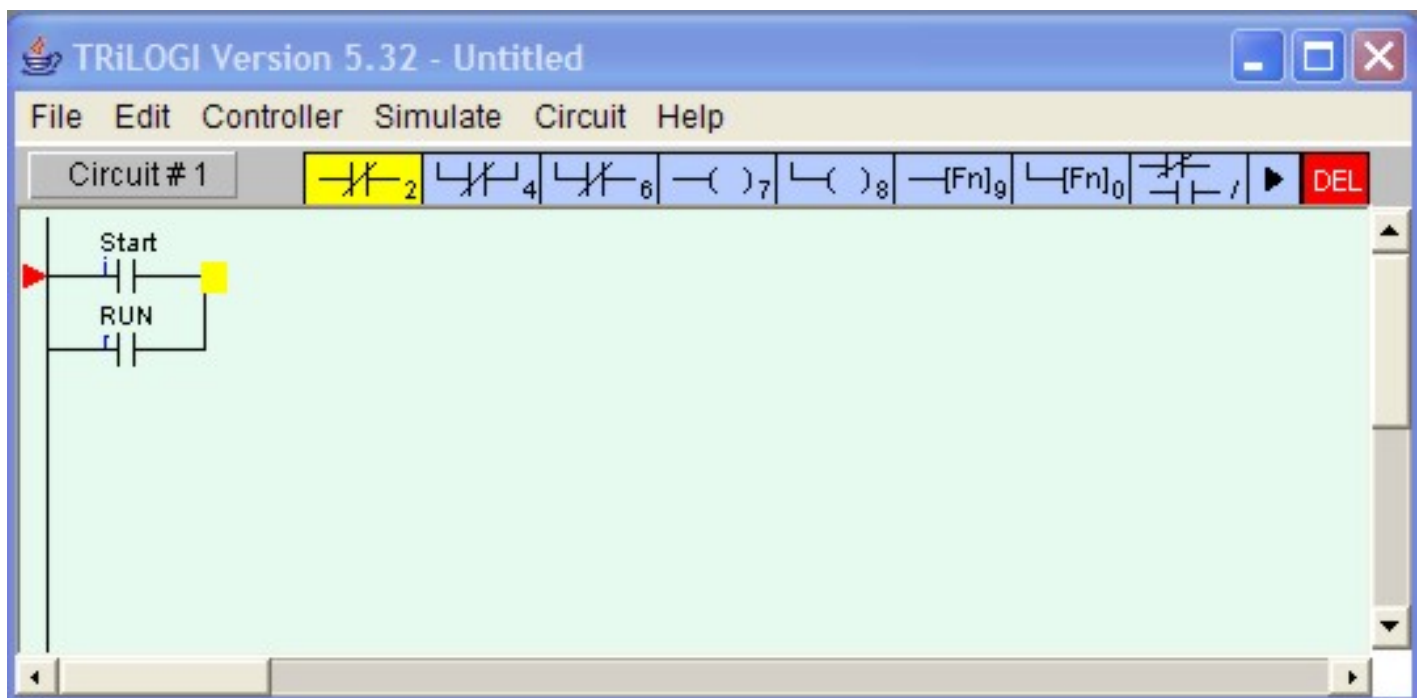 TRiLOGI Version 5.32 - Untitled
File Edit Controller Simulate Circuit Help
Circuit # 1 2 4 6 ( )7 ( )8 [Fn]9 [Fn]0 / DEL
Start
i
RUN
r